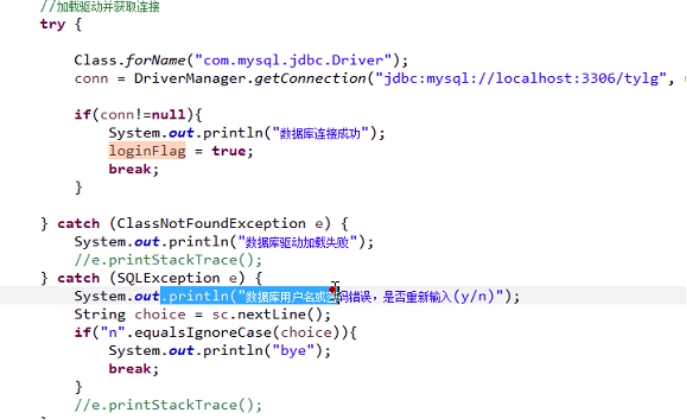 //加载驱动并获取连接
try {
Class.forName("com.mysql.jdbc.Driver");
conn = DriverManager.getConnection("jdbc:mysql://localhost:3306/tylg",
if(conn!=null){
System.out.println("数据库连接成功");
loginFlag = true;
break;
}
} catch (ClassNotFoundException e) {
System.out.println("数据库驱动加载失败");
//e.printStackTrace();
} catch (SQLException e) {
System.out.println("数据库用户名或密码错误，是否重新输入(y/n)");
String choice = sc.nextLine();
if("n".equalsIgnoreCase(choice)){
System.out.println("bye");
break;
}
//e.printStackTrace();